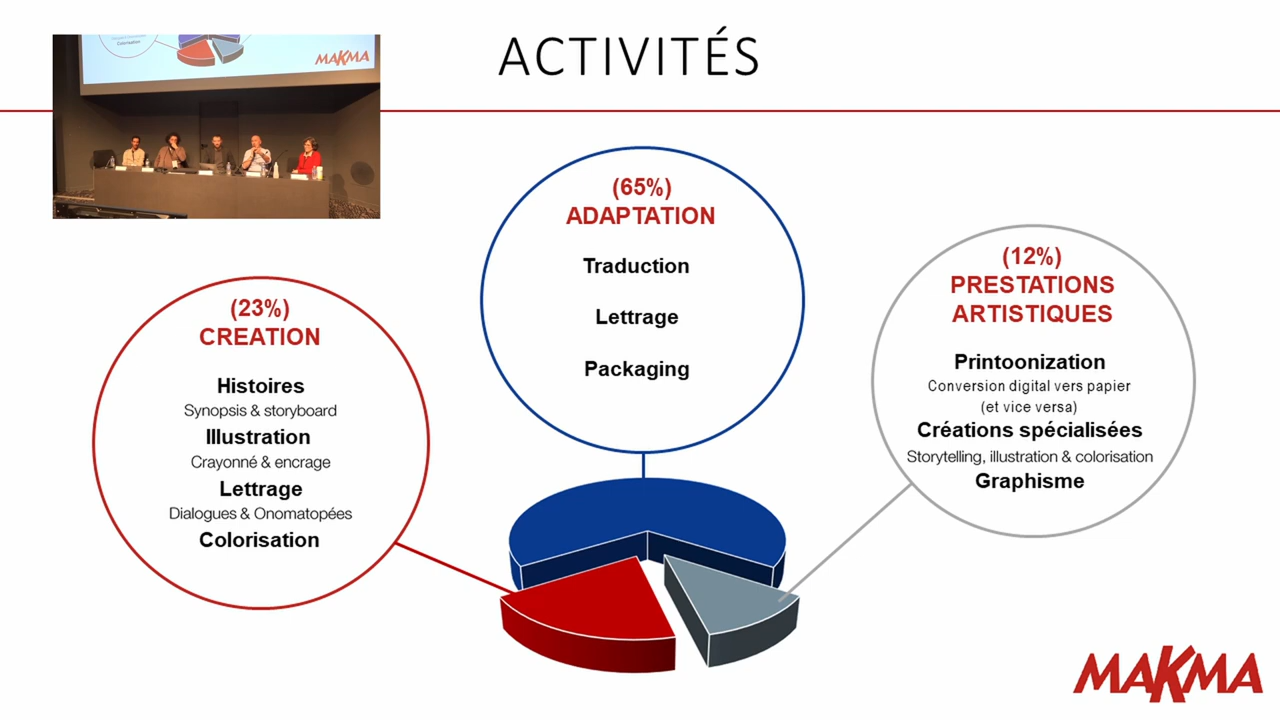 ACTIVITÉS
Colorisation
MAKMA
(65%)
ADAPTATION
Traduction
Lettrage
Packaging
(23%)
CREATION
Histoires
Synopsis & storyboard
Illustration
Crayonné & encrage
Lettrage
Dialogues & Onomatopées
Colorisation
(12%)
PRESTATIONS
ARTISTIQUES
Printoonization
Conversion digital vers papier
(et vice versa)
Créations spécialisées
Storytelling, illustration & colorisation
Graphisme
MAKMA